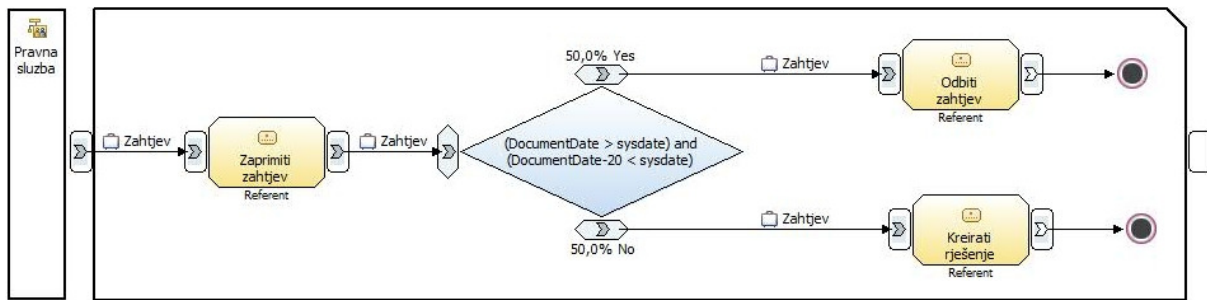 Pravna
sluzba
Zahtjev
Zaprimiti
zahtjev
Referent
Zahtjev
(DocumentDate > sysdate) and
(DocumentDate-20 < sysdate)
50,0% Yes
Zahtjev
Odbiti
zahtjev
Referent
50,0% No
Zahtjev
Kreirati
rješenje
Referent